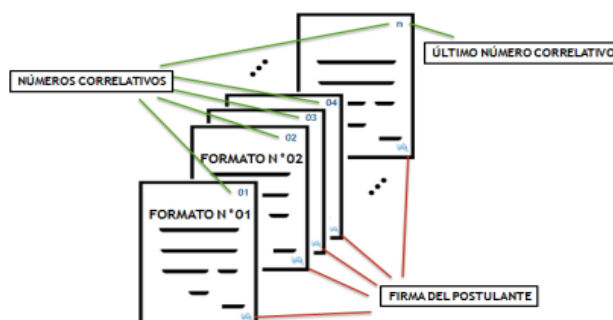 n
ÚLTIMO NÚMERO CORRELATIVO
NÚMEROS CORRELATIVOS
04
03
02
FORMATO N°02
01
FORMATO N°01
FIRMA DEL POSTULANTE